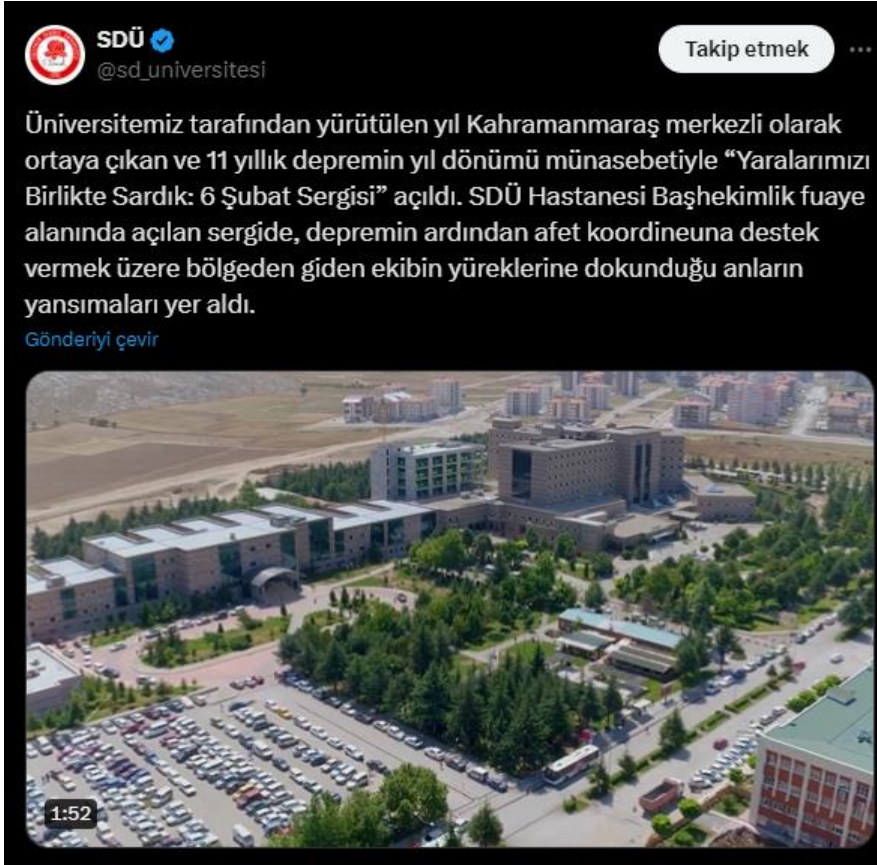 SDÜ
@sd_universitesi
Takip etmek
Üniversitemiz tarafından yürütülen yıl Kahramanmaraş merkezli olarak
ortaya çıkan ve 11 yıllık depremin yıl dönümü münasebetiyle “Yaralarımızı
Birlikte Sardık: 6 Şubat Sergisi” açıldı. SDÜ Hastanesi Başhekimlik fuaye
alanında açılan sergide, depremin ardından afet koordineuna destek
vermek üzere bölgeden giden ekibin yüreklerine dokunduğu anların
yansımaları yer aldı.
Gönderiyi çevir
1:52